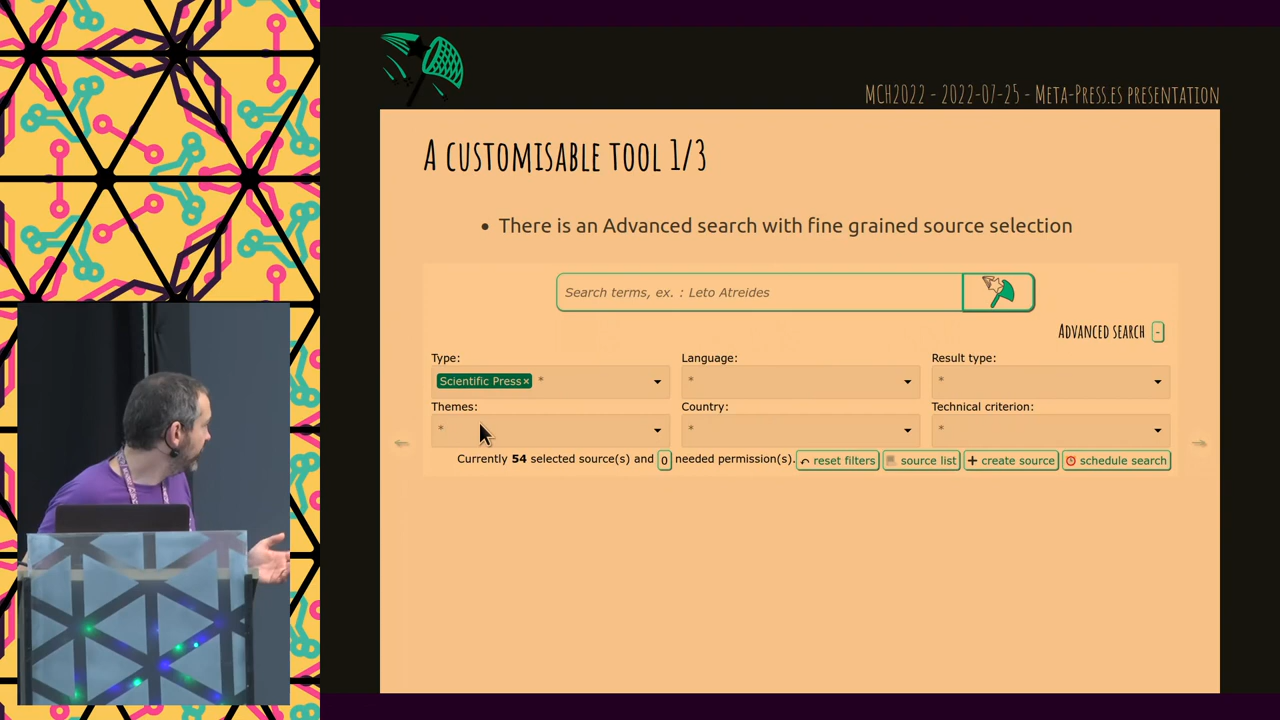 MCH2022 - 2022-07-25 - Meta-Press.es presentation
A customisable tool 1/3
• There is an Advanced search with fine grained source selection
Search terms, ex. : Leto Atreides
Advanced search -
Type: Language: Result type:
Scientific Press× * * *
Themes: Country: Technical criterion:
* * *
Currently 54 selected source(s) and 0 needed permission(s). reset filters source list + create source schedule search